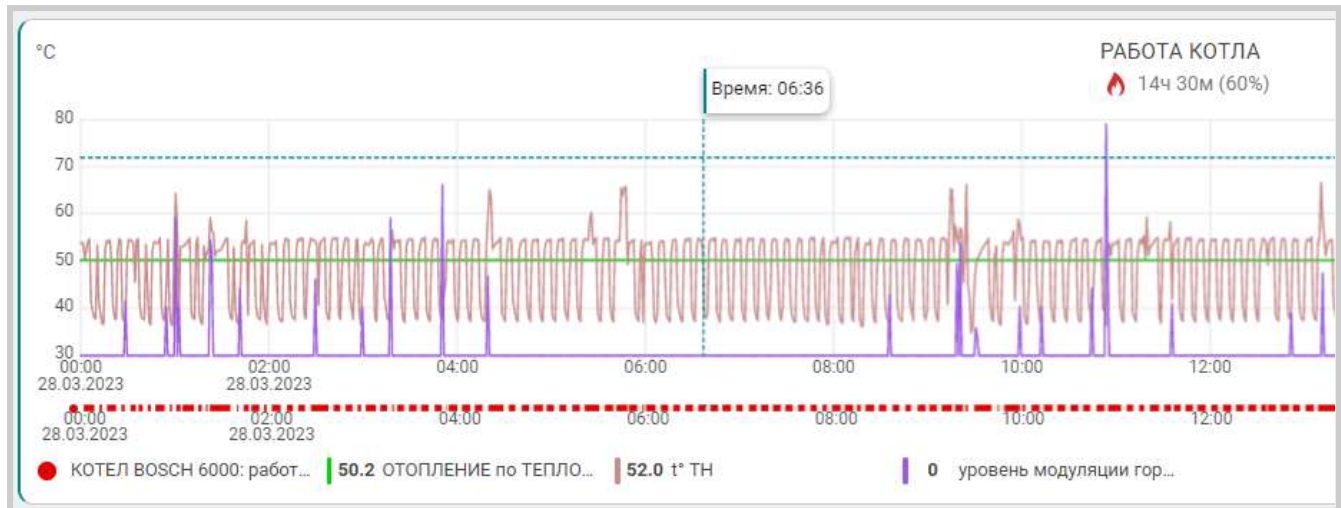 °C
РАБОТА КОТЛА
14ч 30м (60%)
Время: 06:36
80
70
60
50
40
30
00:00 02:00 04:00 06:00 08:00 10:00 12:00
28.03.2023 28.03.2023
00:00 02:00 04:00 06:00 08:00 10:00 12:00
28.03.2023 28.03.2023
КОТЕЛ BOSCH 6000: работ... 50.2 ОТОПЛЕНИЕ по ТЕПЛО... 52.0 t° ТН 0 уровень модуляции гор...